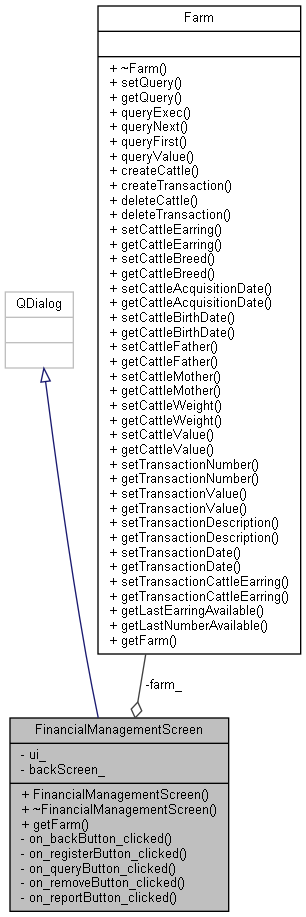 Farm
+ ~Farm()
+ setQuery()
+ getQuery()
+ queryExec()
+ queryNext()
+ queryFirst()
+ queryValue()
+ createCattle()
+ createTransaction()
+ deleteCattle()
+ deleteTransaction()
+ setCattleEarring()
+ getCattleEarring()
+ setCattleBreed()
+ getCattleBreed()
+ setCattleAcquisitionDate()
+ getCattleAcquisitionDate()
+ setCattleBirthDate()
+ getCattleBirthDate()
+ setCattleFather()
+ getCattleFather()
+ setCattleMother()
+ getCattleMother()
+ setCattleWeight()
+ getCattleWeight()
+ setCattleValue()
+ getCattleValue()
+ setTransactionNumber()
+ getTransactionNumber()
+ setTransactionValue()
+ getTransactionValue()
+ setTransactionDescription()
+ getTransactionDescription()
+ setTransactionDate()
+ getTransactionDate()
+ setTransactionCattleEarring()
+ getTransactionCattleEarring()
+ getLastEarringAvailable()
+ getLastNumberAvailable()
+ getFarm()
QDialog
-farm_
FinancialManagementScreen
- ui_
- backScreen_
+ FinancialManagementScreen()
+ ~FinancialManagementScreen()
+ getFarm()
- on_backButton_clicked()
- on_registerButton_clicked()
- on_queryButton_clicked()
- on_removeButton_clicked()
- on_reportButton_clicked()